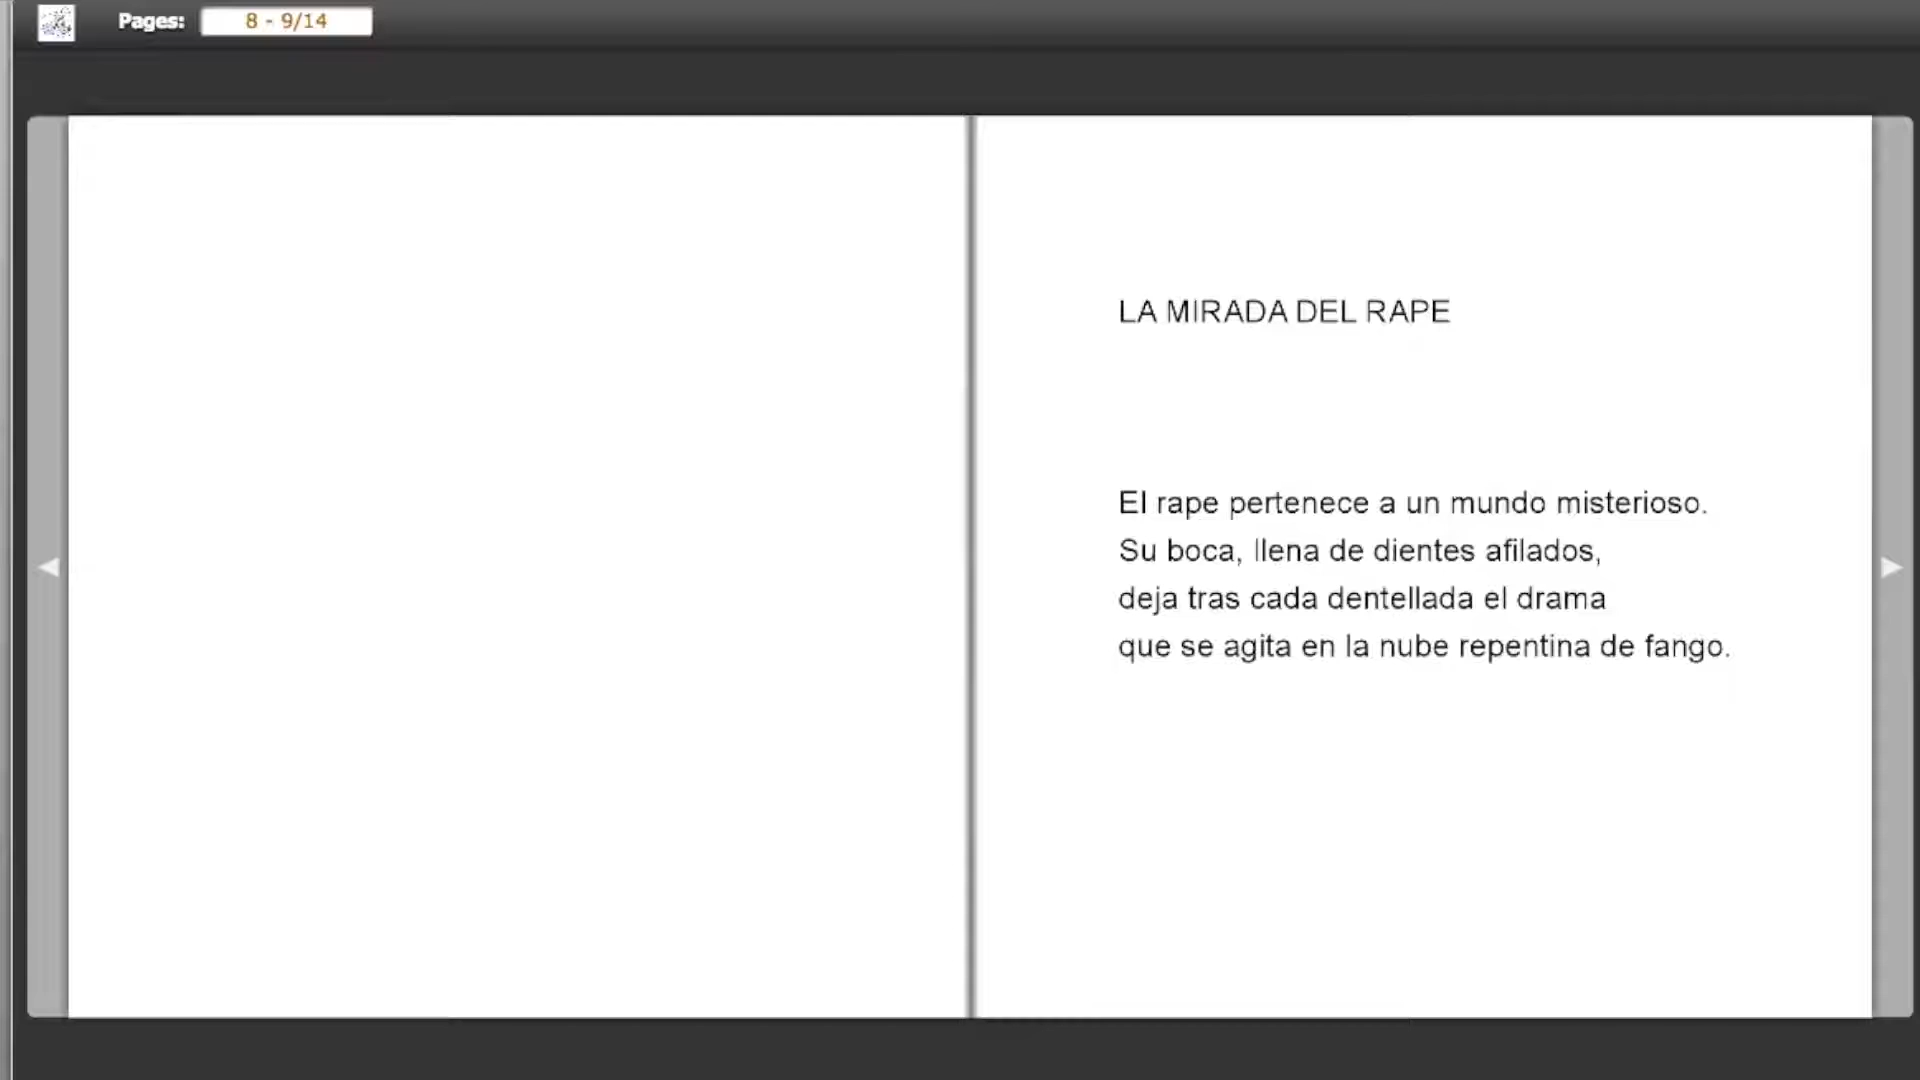 Pages: 8 - 9/14
LA MIRADA DEL RAPE
El rape pertenece a un mundo misterioso.
Su boca, llena de dientes afilados,
deja tras cada dentellada el drama
que se agita en la nube repentina de fango.